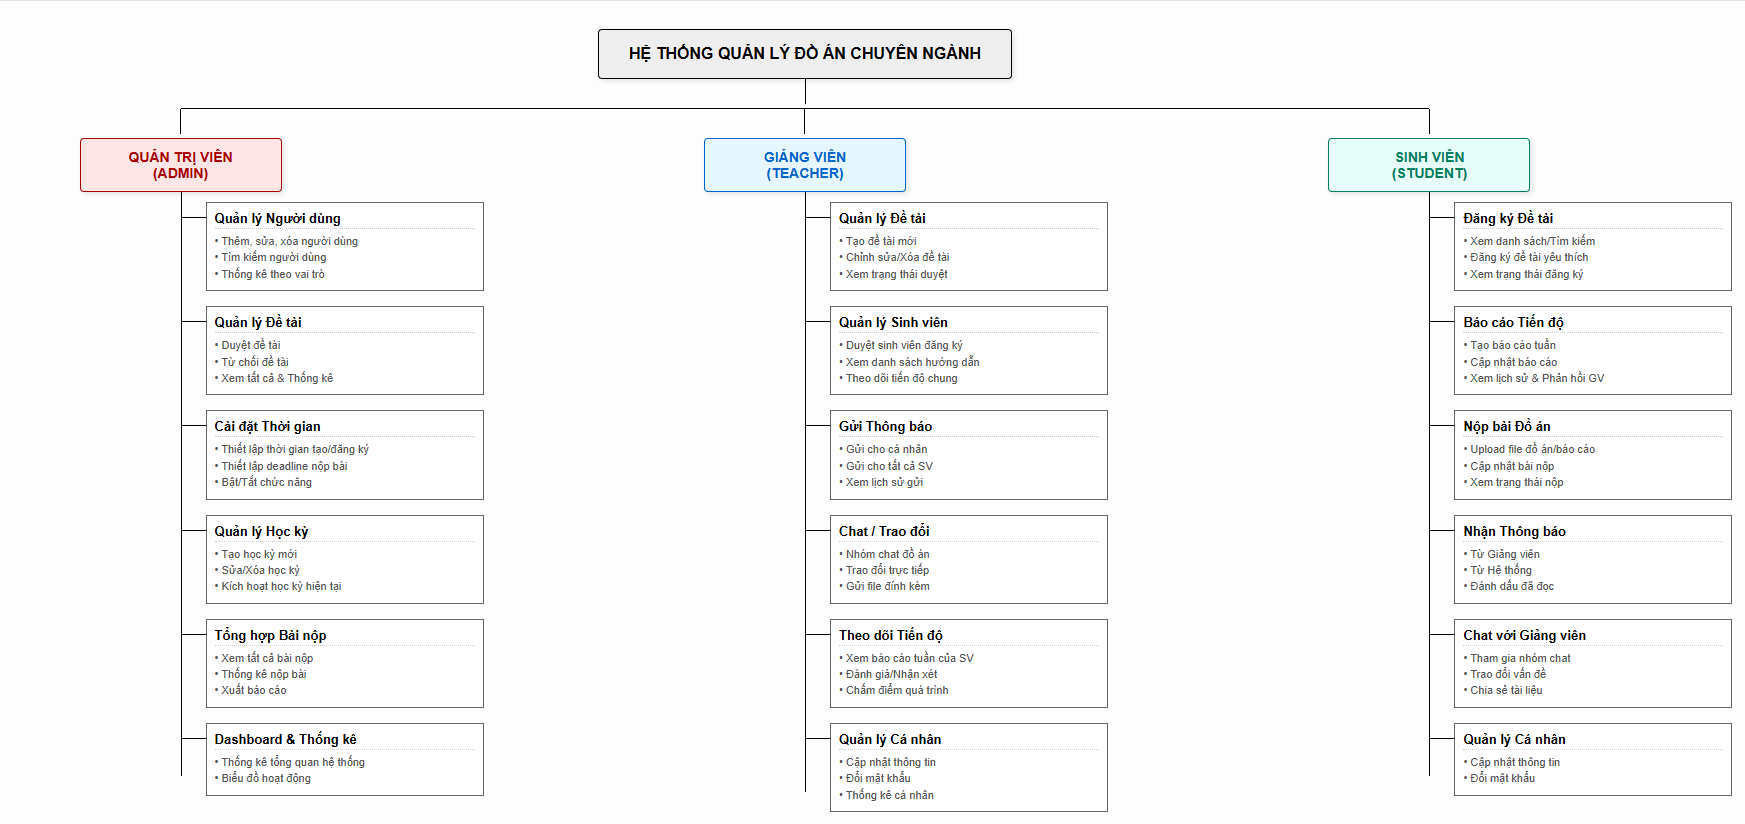 HỆ THỐNG QUẢN LÝ ĐỒ ÁN CHUYÊN NGÀNH
QUẢN TRỊ VIÊN
(ADMIN)
Quản lý Người dùng
• Thêm, sửa, xóa người dùng
• Tìm kiếm người dùng
• Thống kê theo vai trò
Quản lý Đề tài
• Duyệt đề tài
• Từ chối đề tài
• Xem tất cả & Thống kê
Cài đặt Thời gian
• Thiết lập thời gian tạo/đăng ký
• Thiết lập deadline nộp bài
• Bật/Tắt chức năng
Quản lý Học kỳ
• Tạo học kỳ mới
• Sửa/Xóa học kỳ
• Kích hoạt học kỳ hiện tại
Tổng hợp Bài nộp
• Xem tất cả bài nộp
• Thống kê nộp bài
• Xuất báo cáo
Dashboard & Thống kê
• Thống kê tổng quan hệ thống
• Biểu đồ hoạt động
GIẢNG VIÊN
(TEACHER)
Quản lý Đề tài
• Tạo đề tài mới
• Chỉnh sửa/Xóa đề tài
• Xem trạng thái duyệt
Quản lý Sinh viên
• Duyệt sinh viên đăng ký
• Xem danh sách hướng dẫn
• Theo dõi tiến độ chung
Gửi Thông báo
• Gửi cho cá nhân
• Gửi cho tất cả SV
• Xem lịch sử gửi
Chat / Trao đổi
• Nhóm chat đồ án
• Trao đổi trực tiếp
• Gửi file đính kèm
Theo dõi Tiến độ
• Xem báo cáo tuần của SV
• Đánh giá/Nhận xét
• Chấm điểm quá trình
Quản lý Cá nhân
• Cập nhật thông tin
• Đổi mật khẩu
• Thống kê cá nhân
SINH VIÊN
(STUDENT)
Đăng ký Đề tài
• Xem danh sách/Tìm kiếm
• Đăng ký đề tài yêu thích
• Xem trạng thái đăng ký
Báo cáo Tiến độ
• Tạo báo cáo tuần
• Cập nhật báo cáo
• Xem lịch sử & Phản hồi GV
Nộp bài Đồ án
• Upload file đồ án/báo cáo
• Cập nhật bài nộp
• Xem trạng thái nộp
Nhận Thông báo
• Từ Giảng viên
• Từ Hệ thống
• Đánh dấu đã đọc
Chat với Giảng viên
• Tham gia nhóm chat
• Trao đổi vấn đề
• Chia sẻ tài liệu
Quản lý Cá nhân
• Cập nhật thông tin
• Đổi mật khẩu